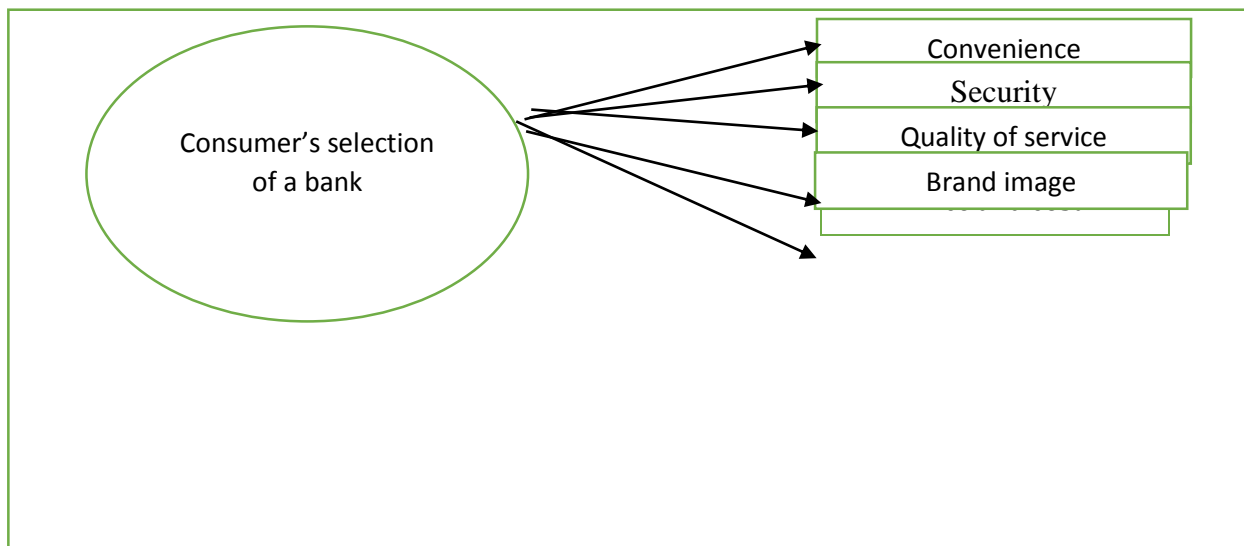 Consumer’s selection
of a bank
Convenience
Security
Quality of service
Brand image